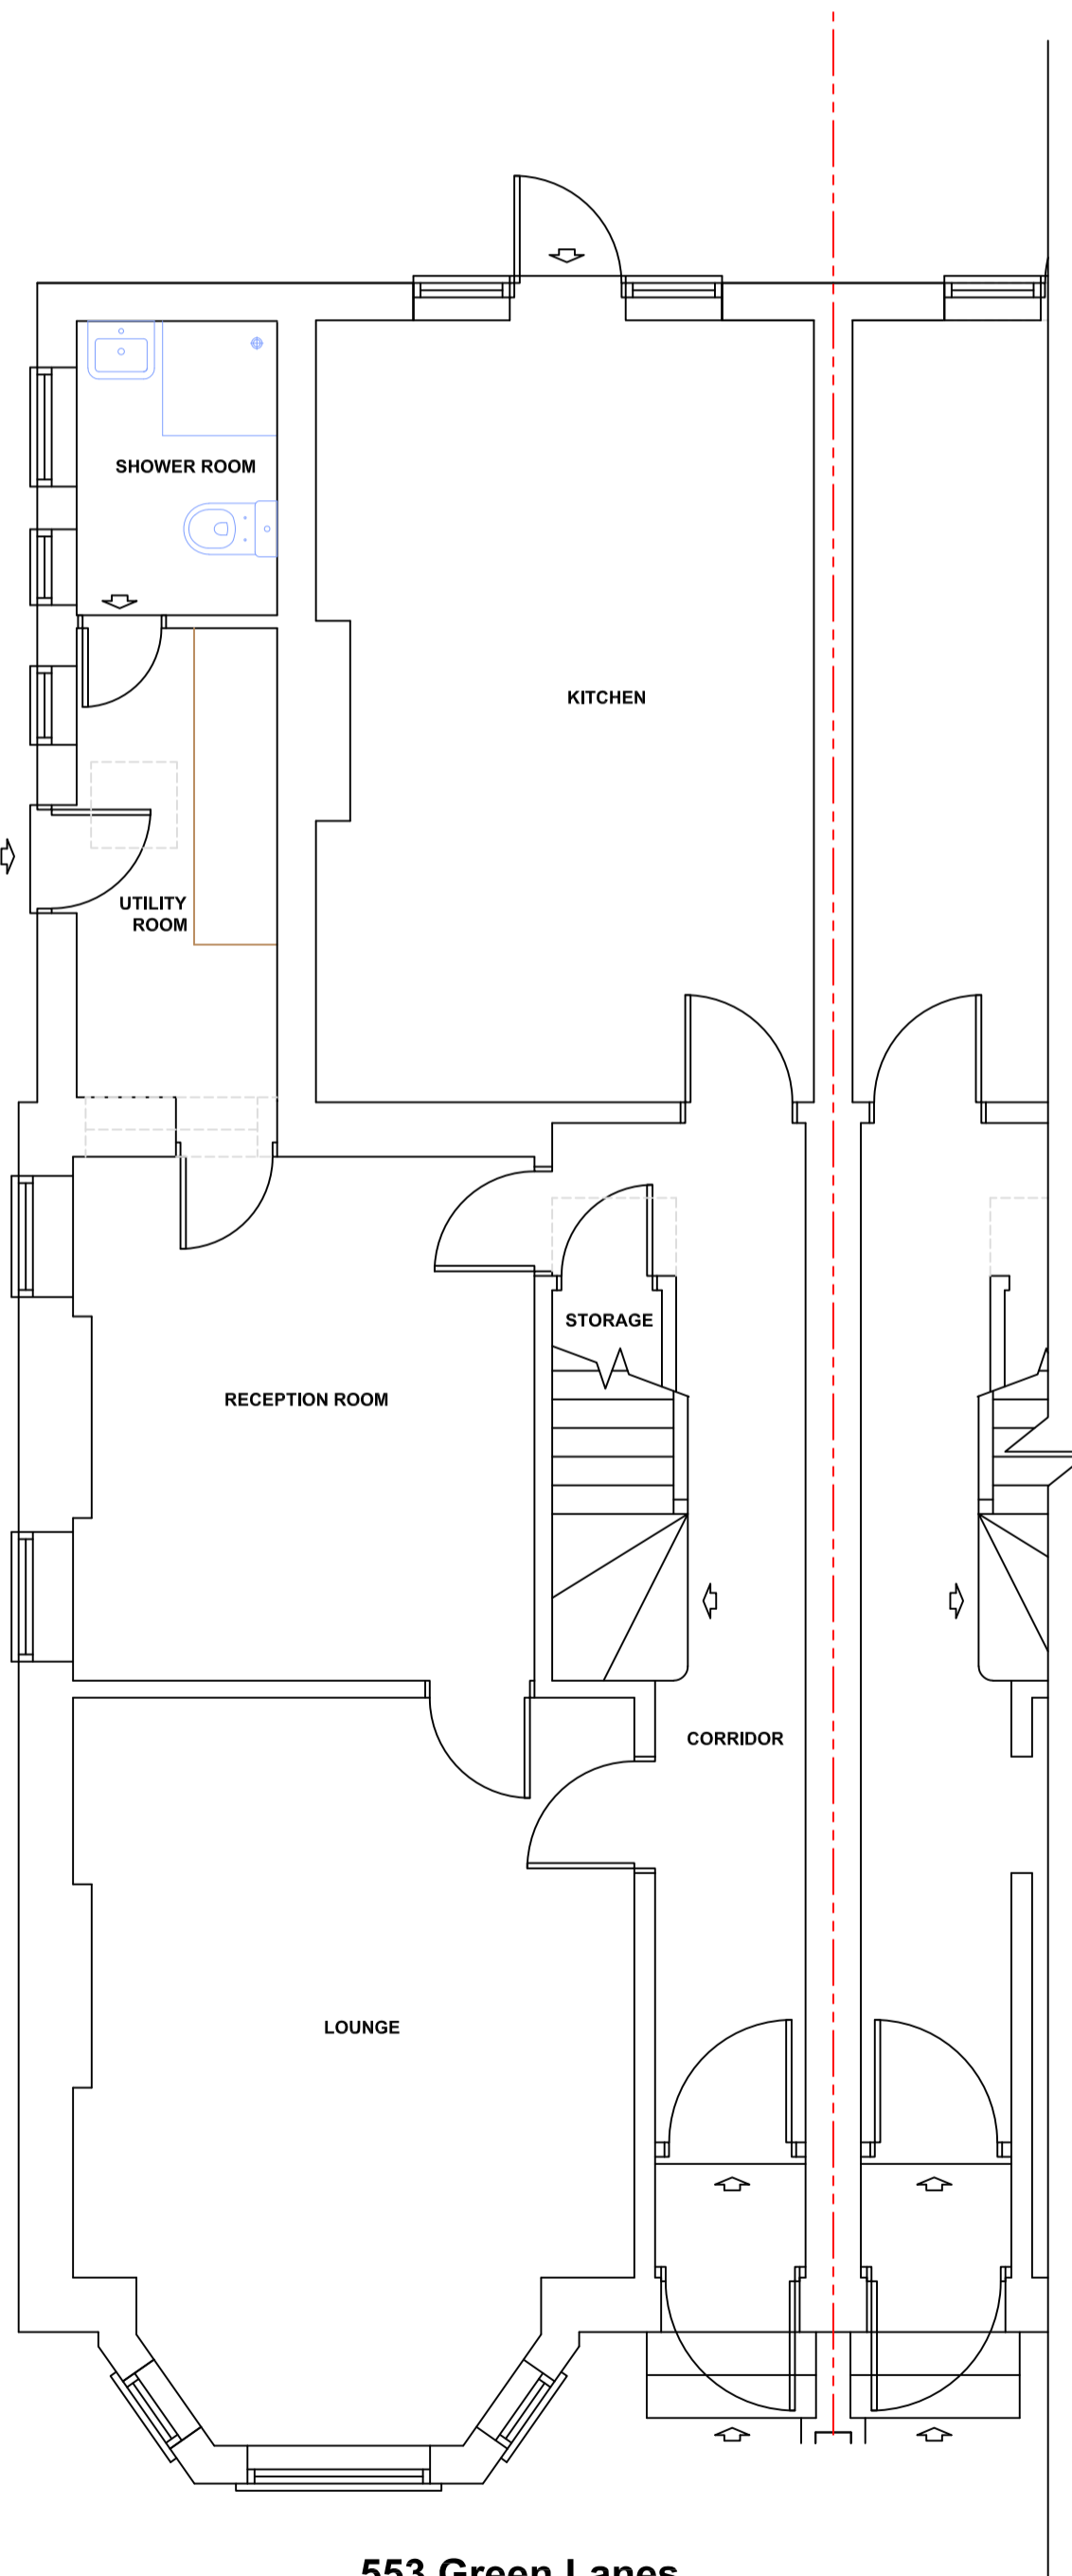 SHOWER ROOM
KITCHEN
UTILITY
ROOM
STORAGE
RECEPTION ROOM
CORRIDOR
LOUNGE
553 Green Lanes